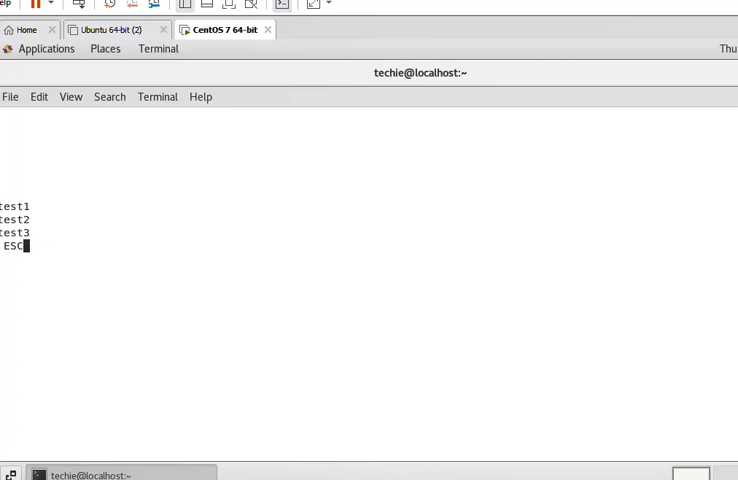 elp
Home
Ubuntu 64-bit (2)
CentOS 7 64-bit
Applications Places Terminal Thu
techie@localhost:~
File Edit View Search Terminal Help
test1
test2
test3
ESC
techie@localhost:~